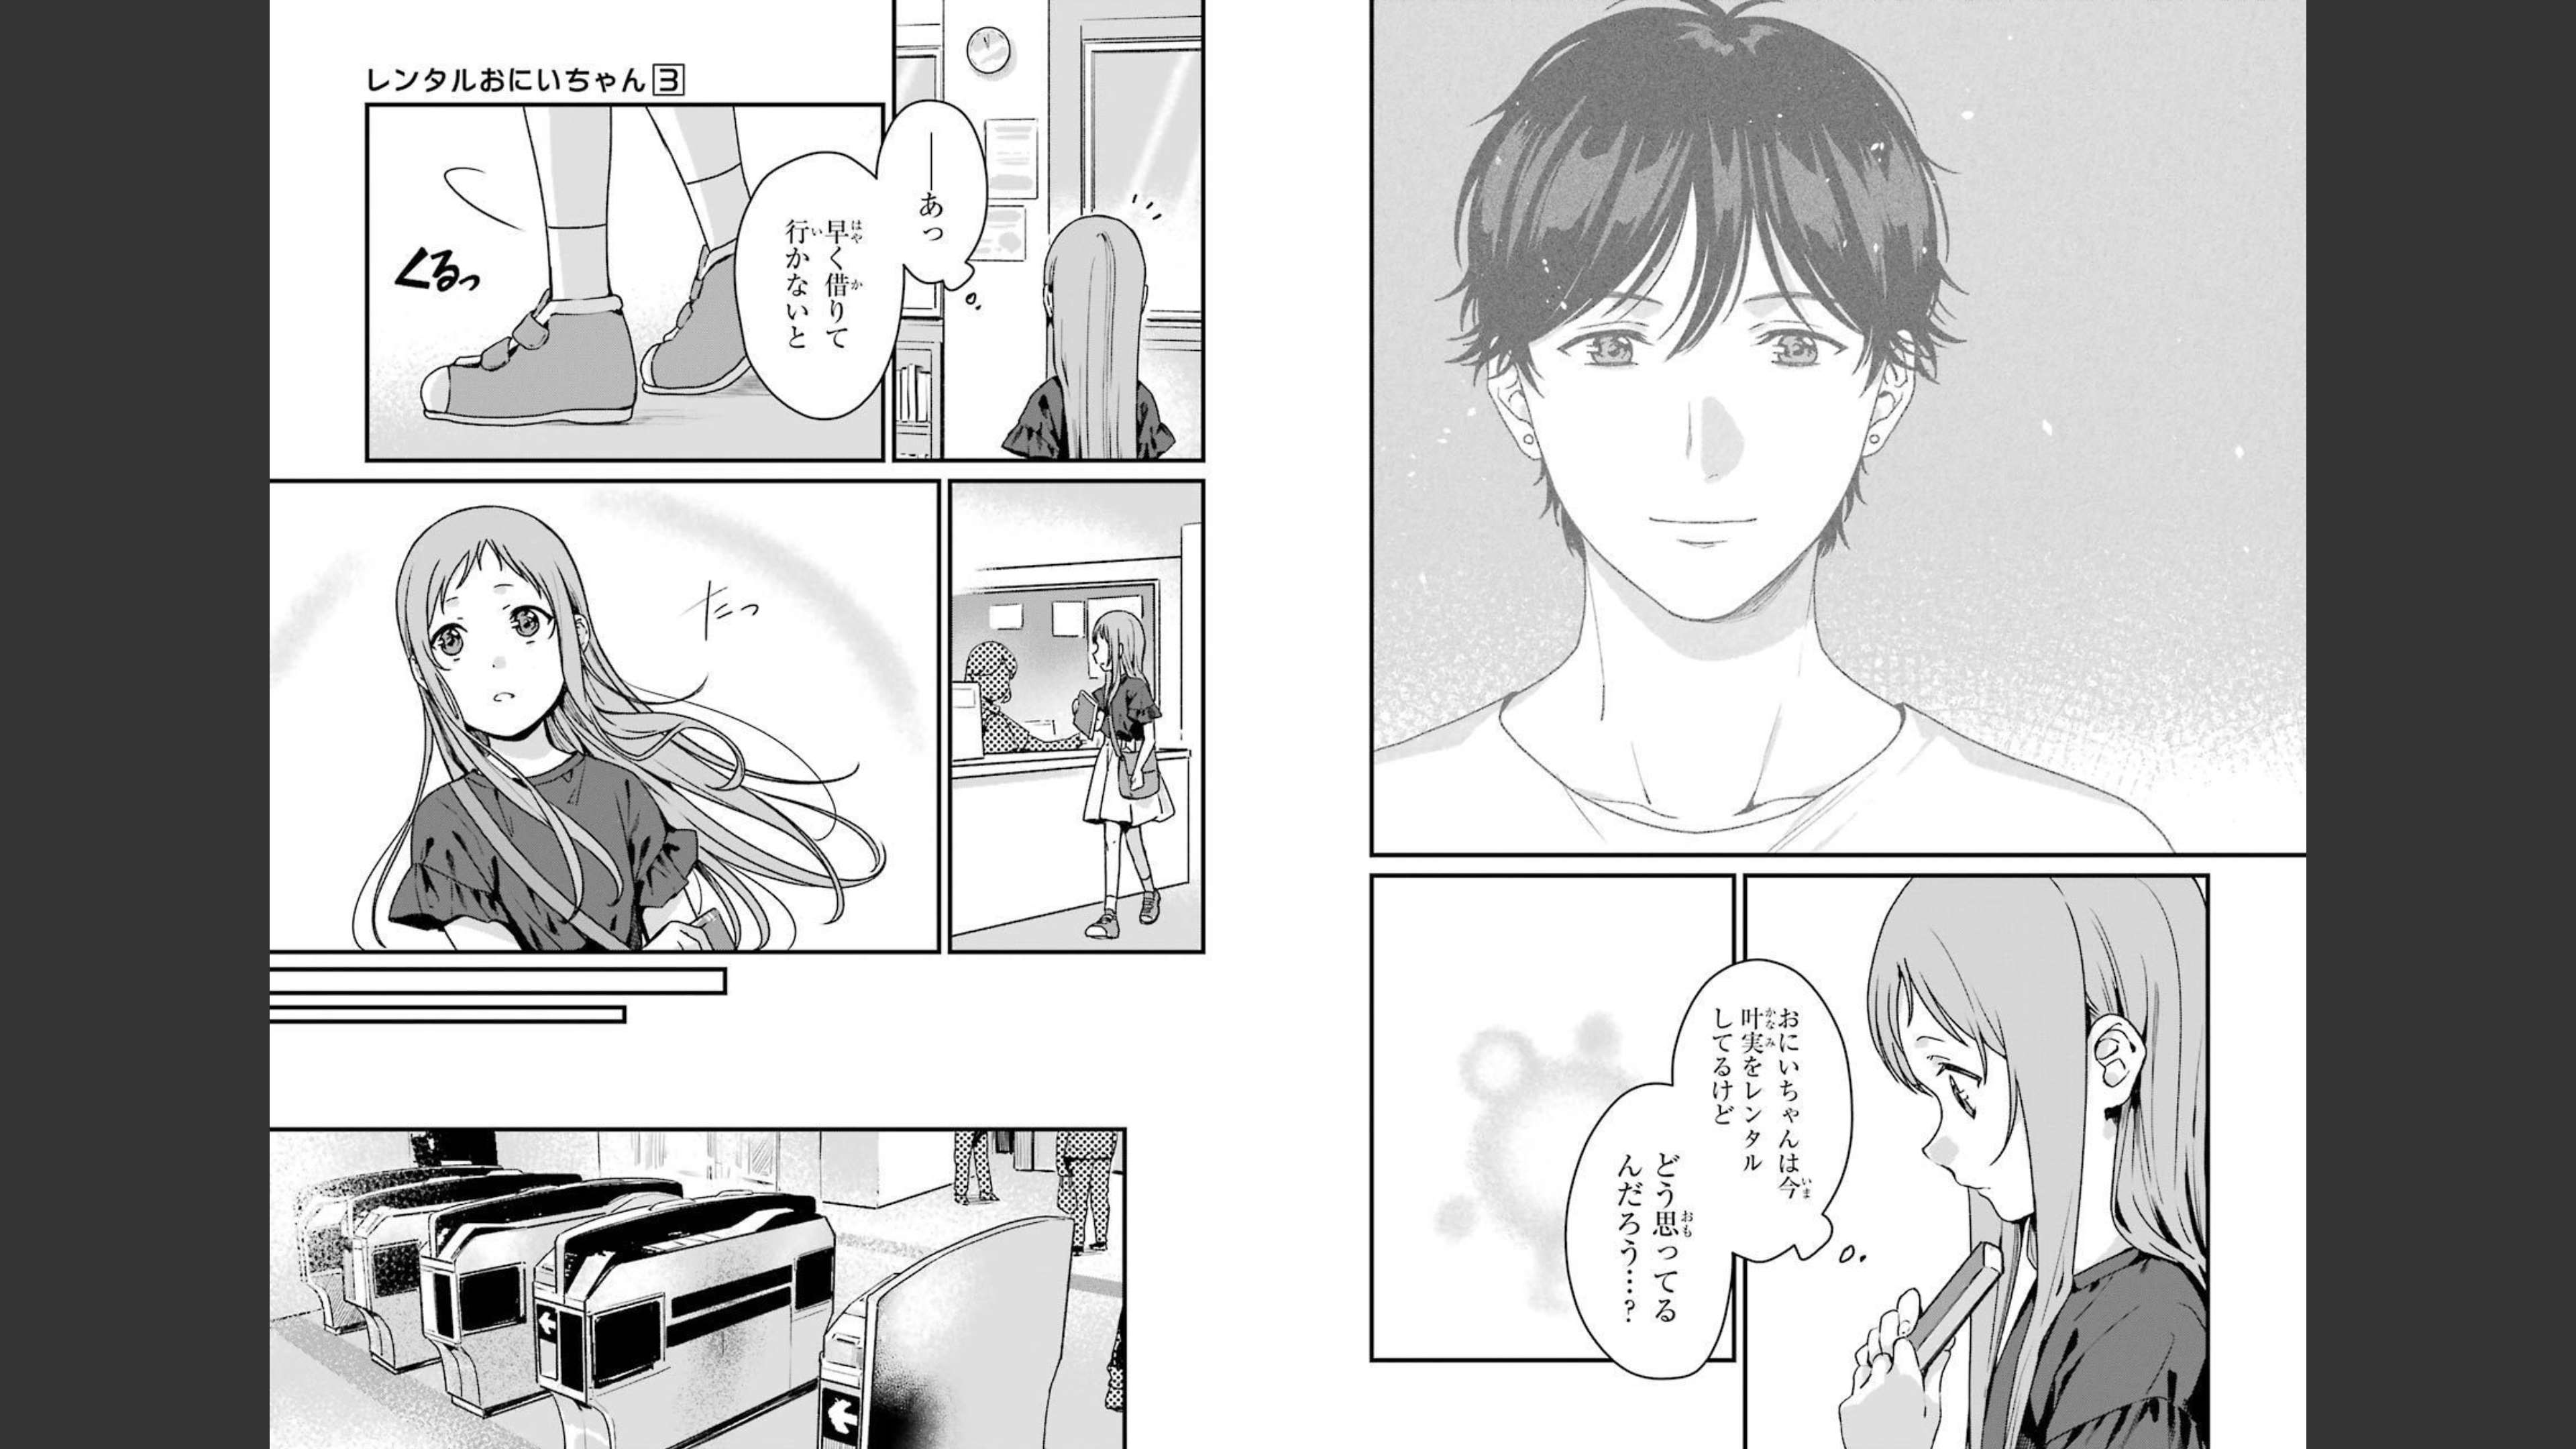 おにいちゃんは今
叶実をレンタル
してるけど
どう思ってる
んだろう…?
レンタルおにいちゃん3
──あっ
早く借りて
行かないと
くるっ
たっ